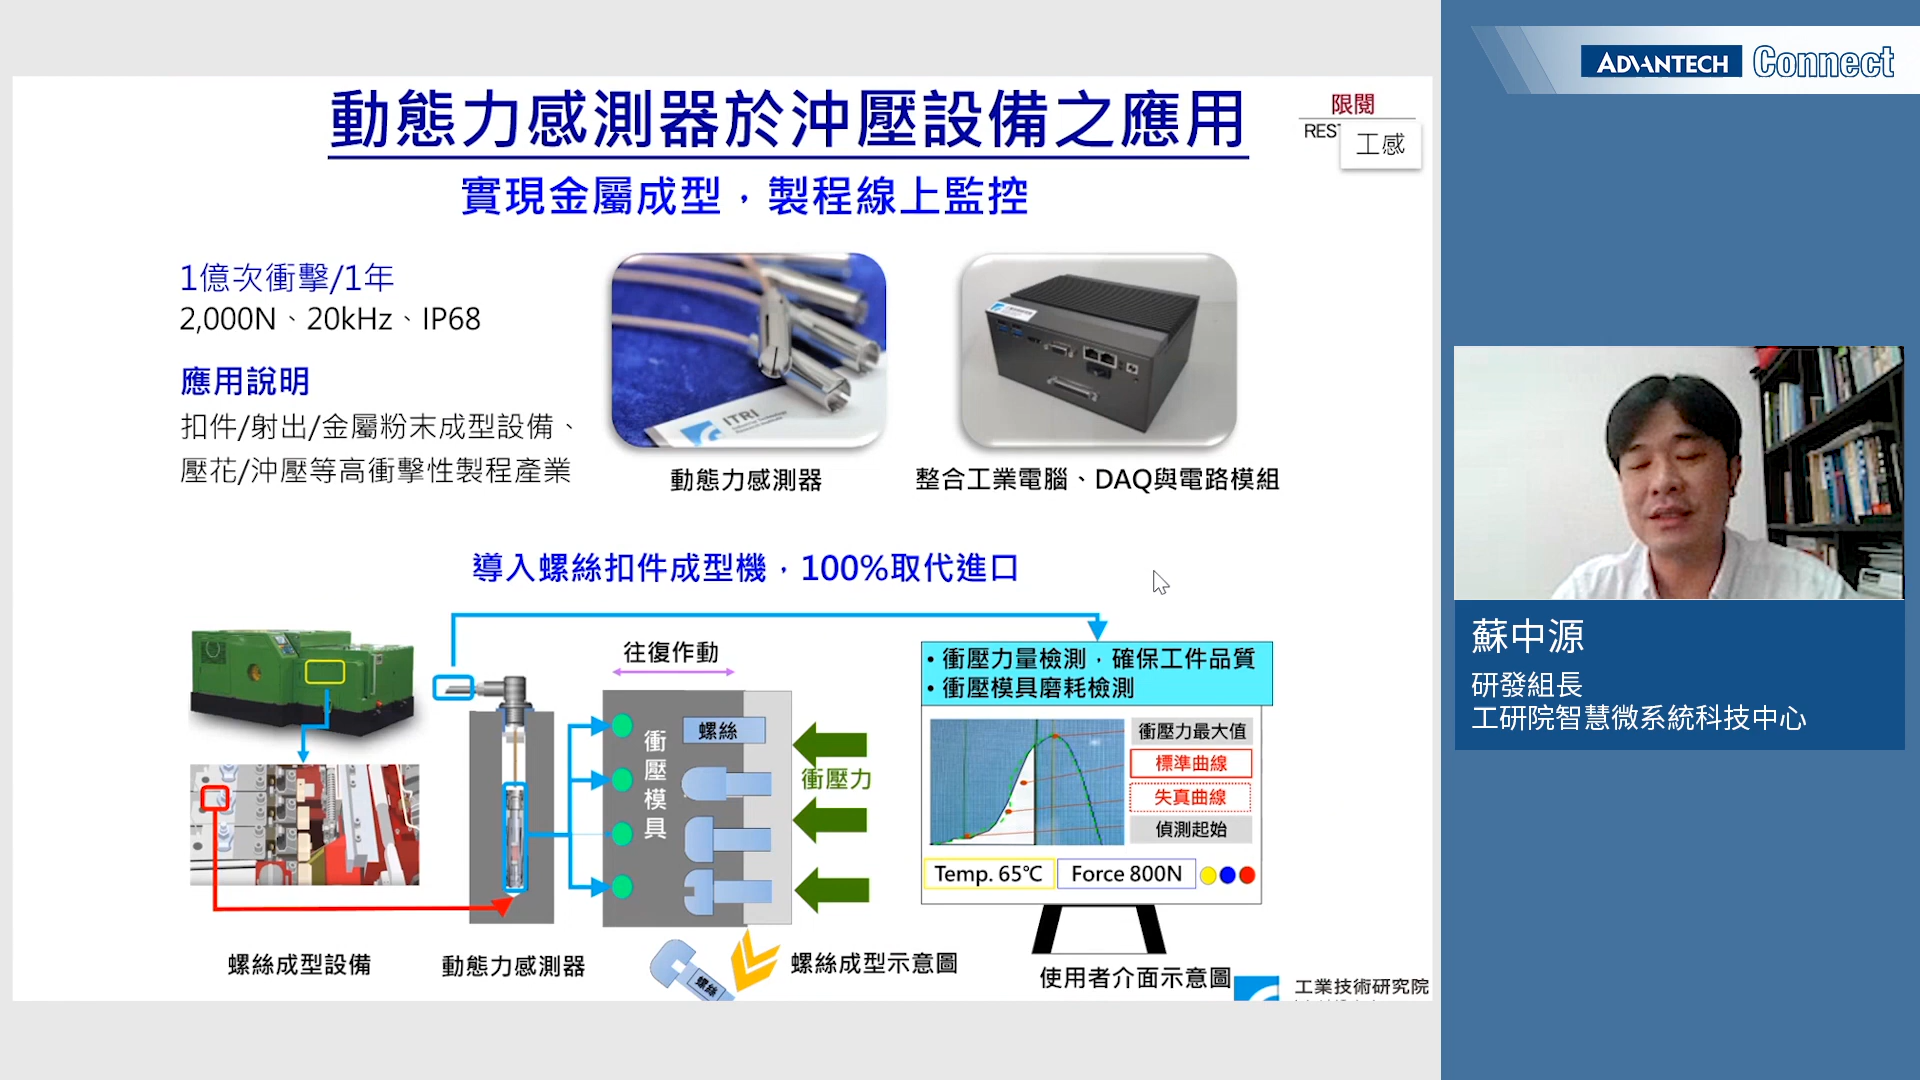 動態力感測器於沖壓設備之應用
限閱
RES
工感
ADVANTECH Connect
實現金屬成型，製程線上監控
1億次衝擊/1年
2,000N、20kHz、IP68
應用說明
扣件/射出/金屬粉末成型設備、
壓花/沖壓等高衝擊性製程產業
ITRI
動態力感測器
整合工業電腦、DAQ與電路模組
導入螺絲扣件成型機，100%取代進口
往復作動
衝壓模具
螺絲
衝壓力
• 衝壓力量檢測，確保工件品質
• 衝壓模具磨耗檢測
衝壓力最大值
標準曲線
失真曲線
偵測起始
Temp. 65℃
Force 800N
螺絲成型設備
動態力感測器
螺絲
螺絲成型示意圖
使用者介面示意圖
工業技術研究院
蘇中源
研發組長
工研院智慧微系統科技中心